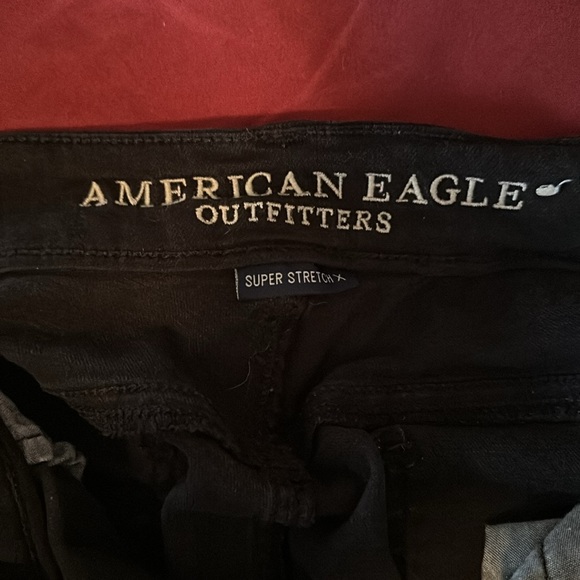 AMERICAN EAGLE
OUTFITTERS
SUPER STRETCH X